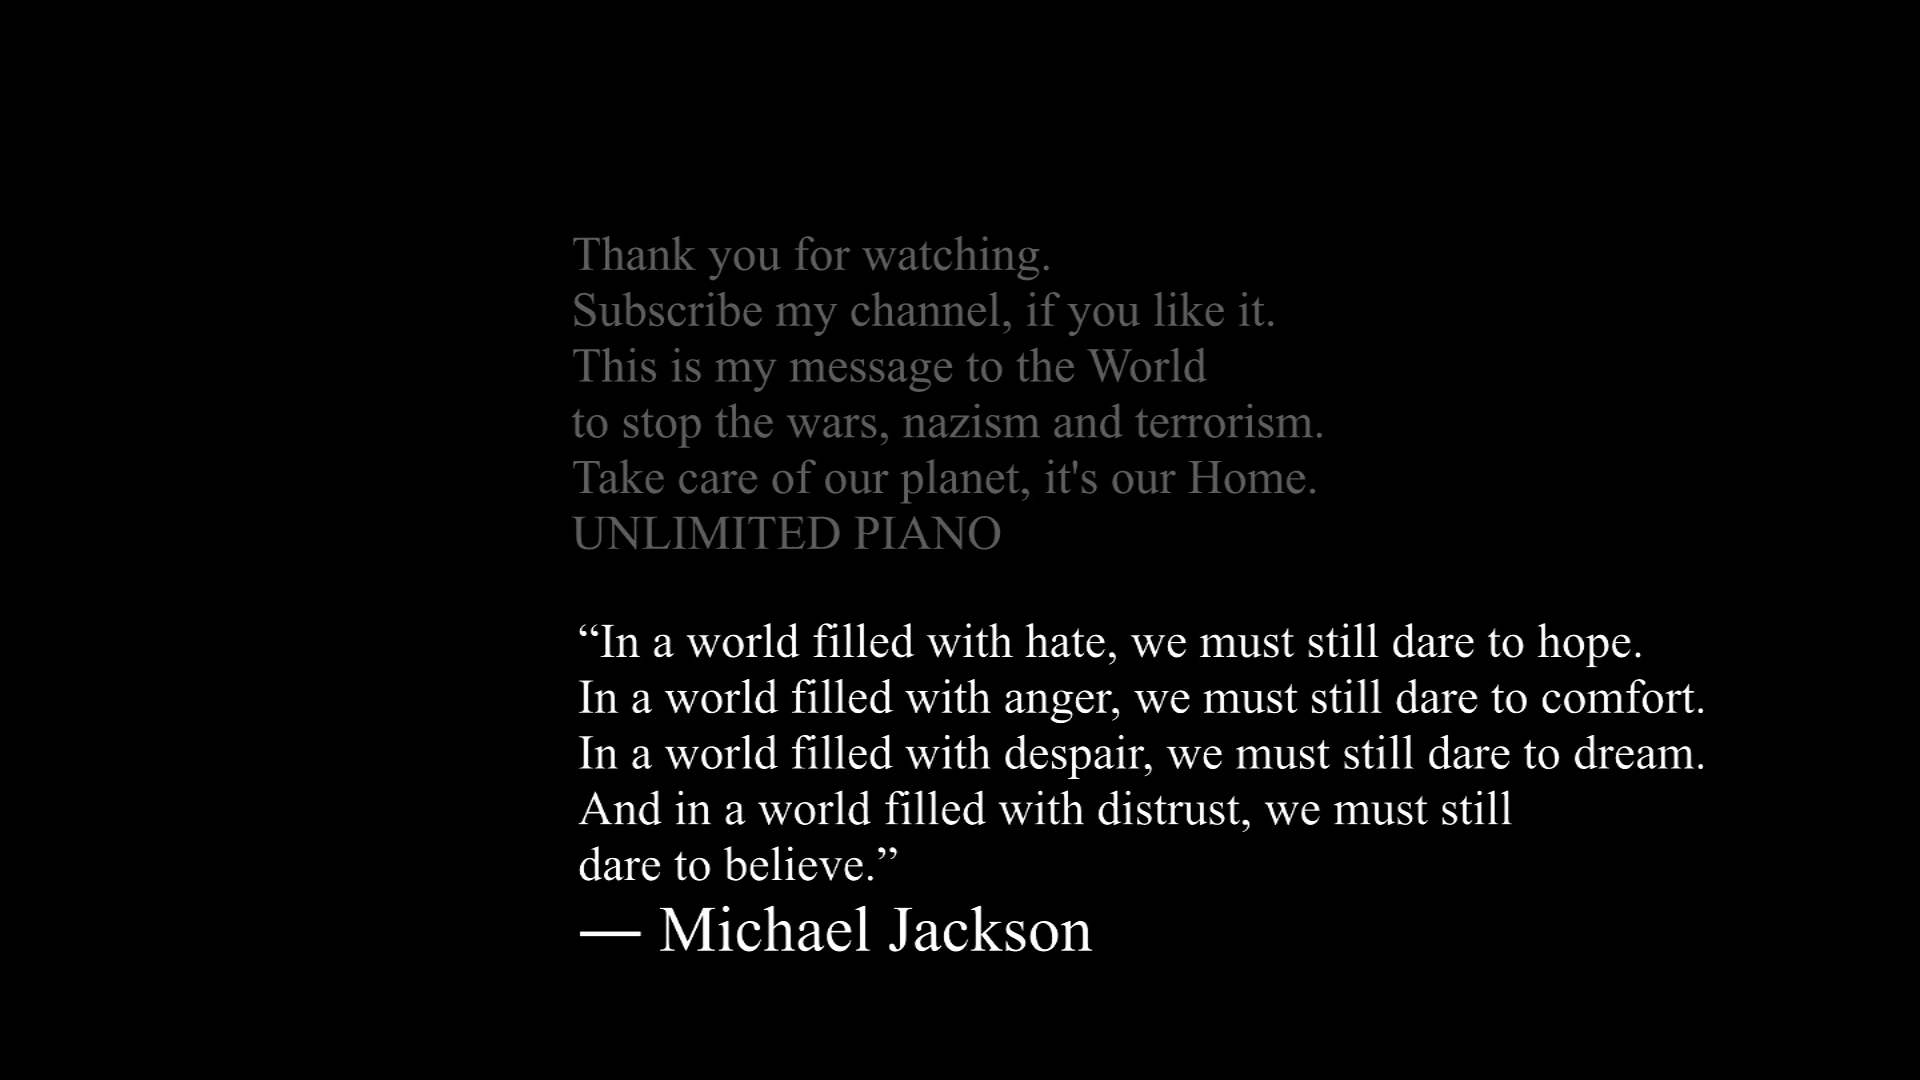 Thank you for watching.
Subscribe my channel, if you like it.
This is my message to the World
to stop the wars, nazism and terrorism.
Take care of our planet, it's our Home.
UNLIMITED PIANO
“In a world filled with hate, we must still dare to hope.
In a world filled with anger, we must still dare to comfort.
In a world filled with despair, we must still dare to dream.
And in a world filled with distrust, we must still
dare to believe.”
― Michael Jackson